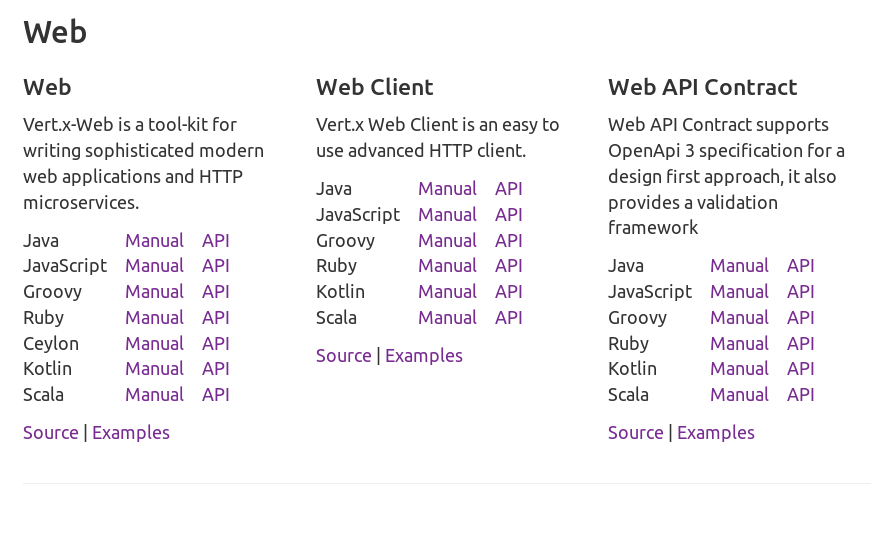 Web
Web
Vert.x-Web is a tool-kit for
writing sophisticated modern
web applications and HTTP
microservices.
Java Manual API
JavaScript Manual API
Groovy Manual API
Ruby Manual API
Ceylon Manual API
Kotlin Manual API
Scala Manual API
Source | Examples
Web Client
Vert.x Web Client is an easy to
use advanced HTTP client.
Java Manual API
JavaScript Manual API
Groovy Manual API
Ruby Manual API
Kotlin Manual API
Scala Manual API
Source | Examples
Web API Contract
Web API Contract supports
OpenApi 3 specification for a
design first approach, it also
provides a validation
framework
Java Manual API
JavaScript Manual API
Groovy Manual API
Ruby Manual API
Kotlin Manual API
Scala Manual API
Source | Examples